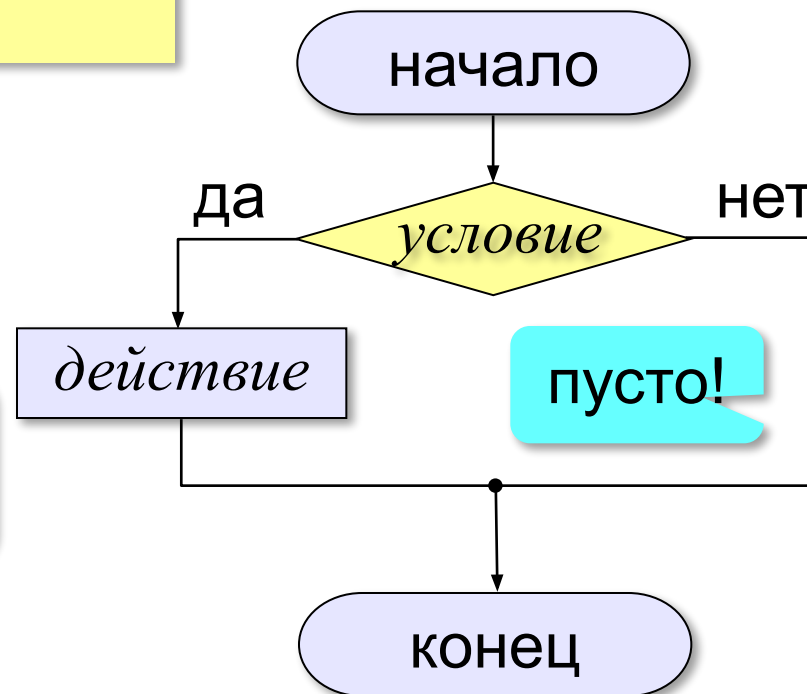 начало
да
нет
условие
действие
пусто!
конец